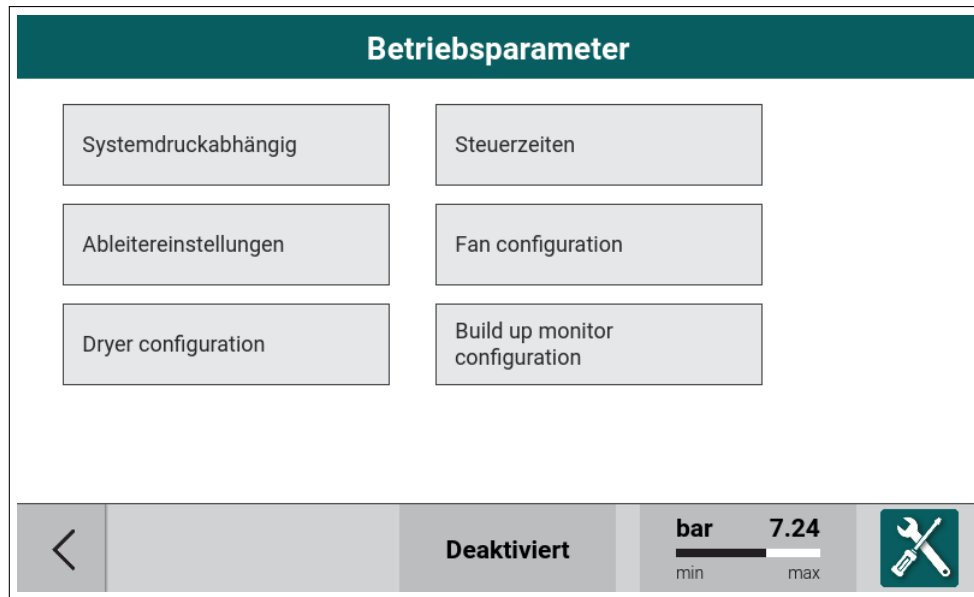 Betriebsparameter
Systemdruckabhängig
Steuerzeiten
Ableitereinstellungen
Fan configuration
Dryer configuration
Build up monitor
configuration
Deaktiviert
bar 7.24
min max